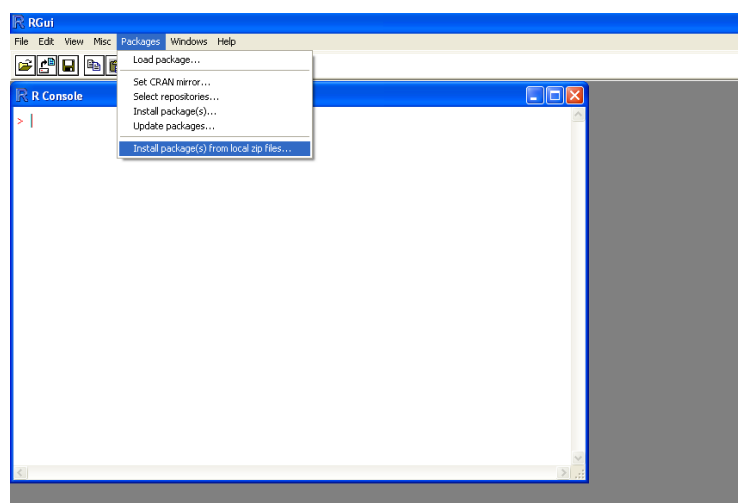 RGui
File Edit View Misc Packages Windows Help
Load package...
Set CRAN mirror...
Select repositories...
Install package(s)...
Update packages...
Install package(s) from local zip files...
R Console
>